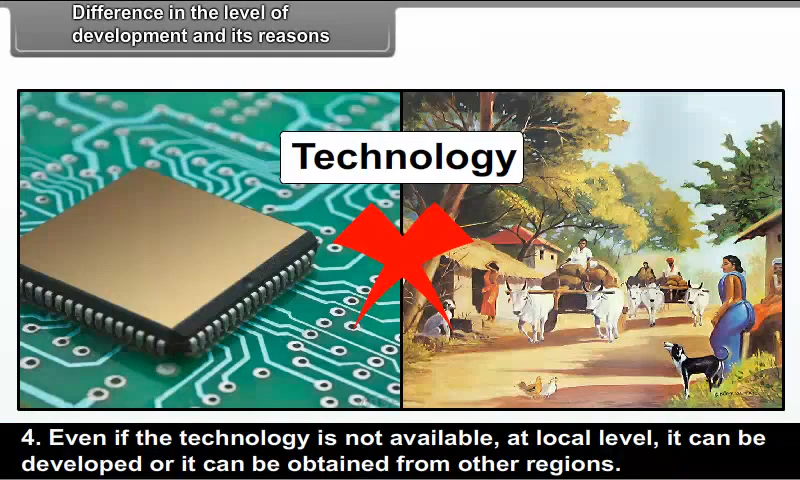 Difference in the level of
development and its reasons
Technology
4. Even if the technology is not available, at local level, it can be
developed or it can be obtained from other regions.